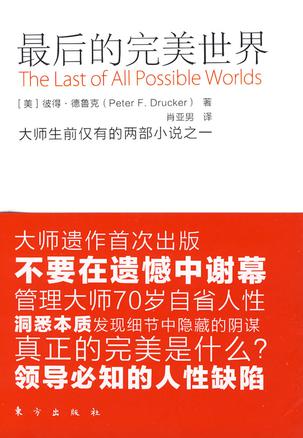 最后的完美世界
The Last of All Possible Worlds
[美] 彼得·德鲁克（Peter F. Drucker）著
肖亚男 译
大师生前仅有的两部小说之一
大师遗作首次出版
不要在遗憾中谢幕
管理大师70岁自省人性
洞悉本质发现细节中隐藏的阴谋
真正的完美是什么？
领导必知的人性缺陷
东方出版社